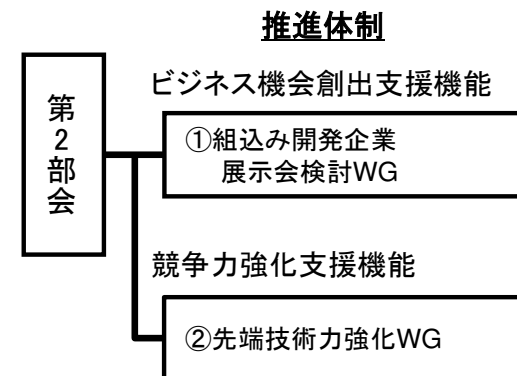 推進体制
第2部会
ビジネス機会創出支援機能
①組込み開発企業
展示会検討WG
競争力強化支援機能
②先端技術力強化WG